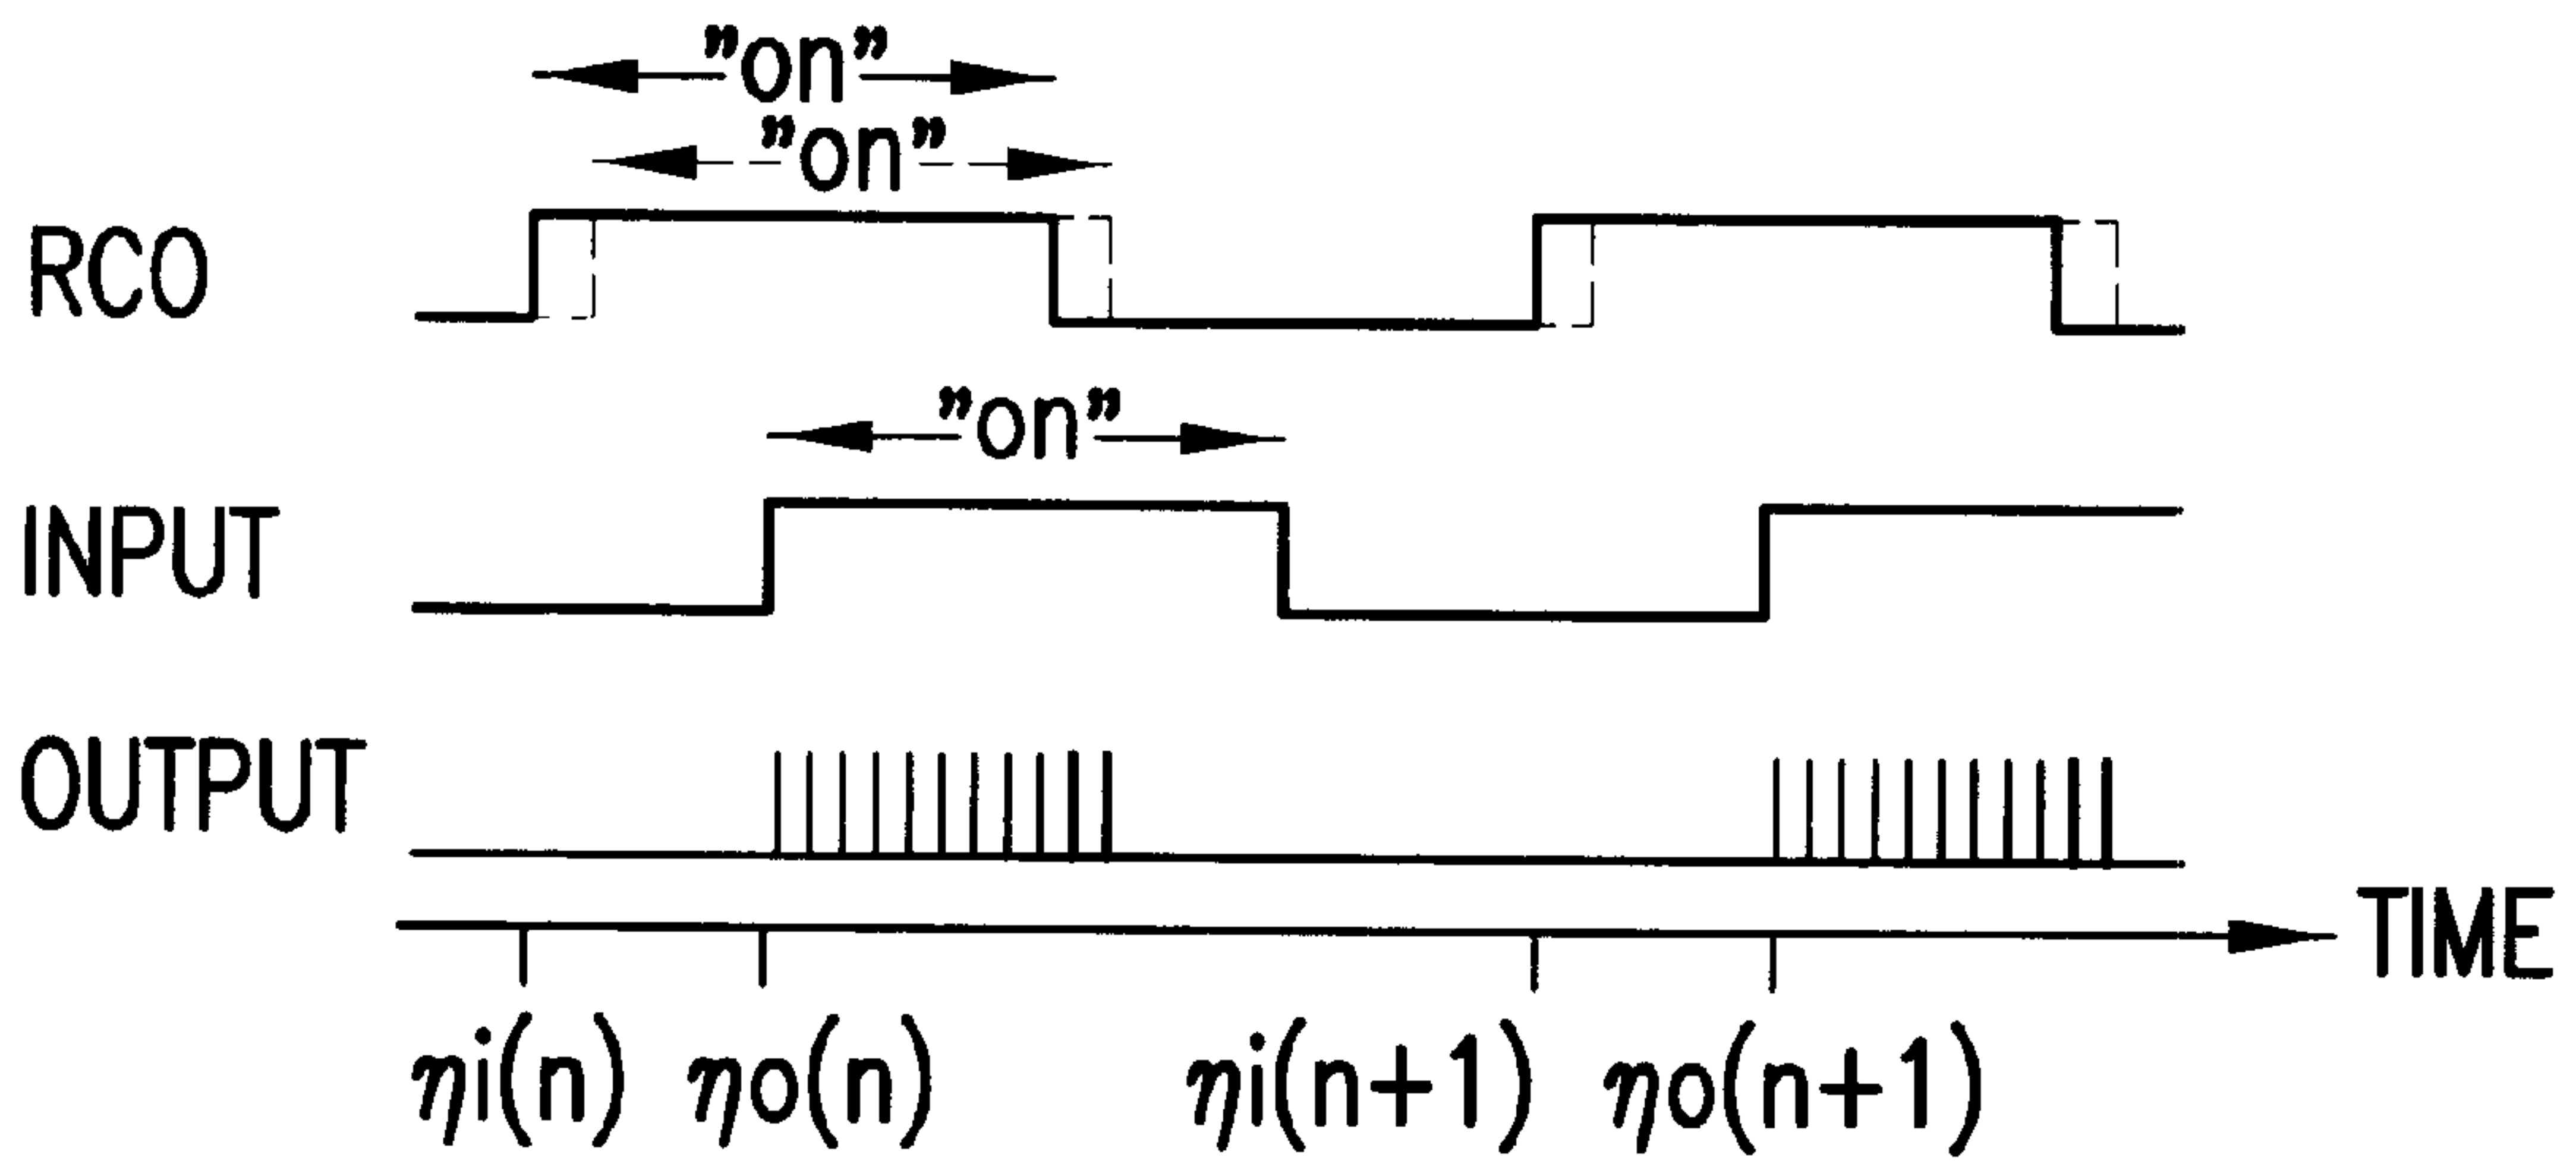 ”on”
”on”
RCO
”on”
INPUT
OUTPUT
TIME
ηi(n) ηo(n) ηi(n+1) ηo(n+1)